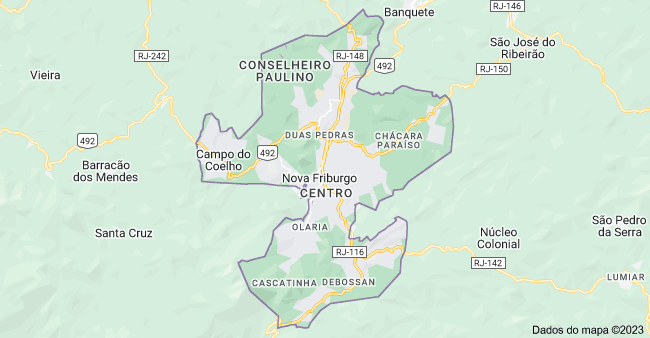 RJ-146
Banquete
São José do
Ribeirão
RJ-242
RJ-148
492
CONSELHEIRO
PAULINO
RJ-150
Vieira
DUAS PEDRAS
CHÁCARA
PARAÍSO
492
492
Campo do
Coelho
Barracão
dos Mendes
Nova Friburgo
CENTRO
São Pedro
da Serra
OLARIA
Santa Cruz
Núcleo
Colonial
RJ-116
RJ-142
LUMIAR
CASCATINHA
DEBOSSAN
Dados do mapa ©2023